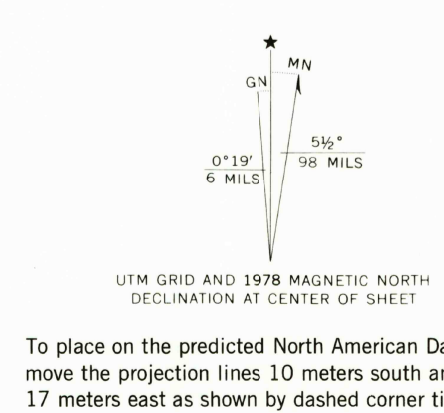 ★
MN
GN
5½°
98 MILS
0°19′
6 MILS
UTM GRID AND 1978 MAGNETIC NORTH
DECLINATION AT CENTER OF SHEET
To place on the predicted North American Da
move the projection lines 10 meters south a
17 meters east as shown by dashed corner ti